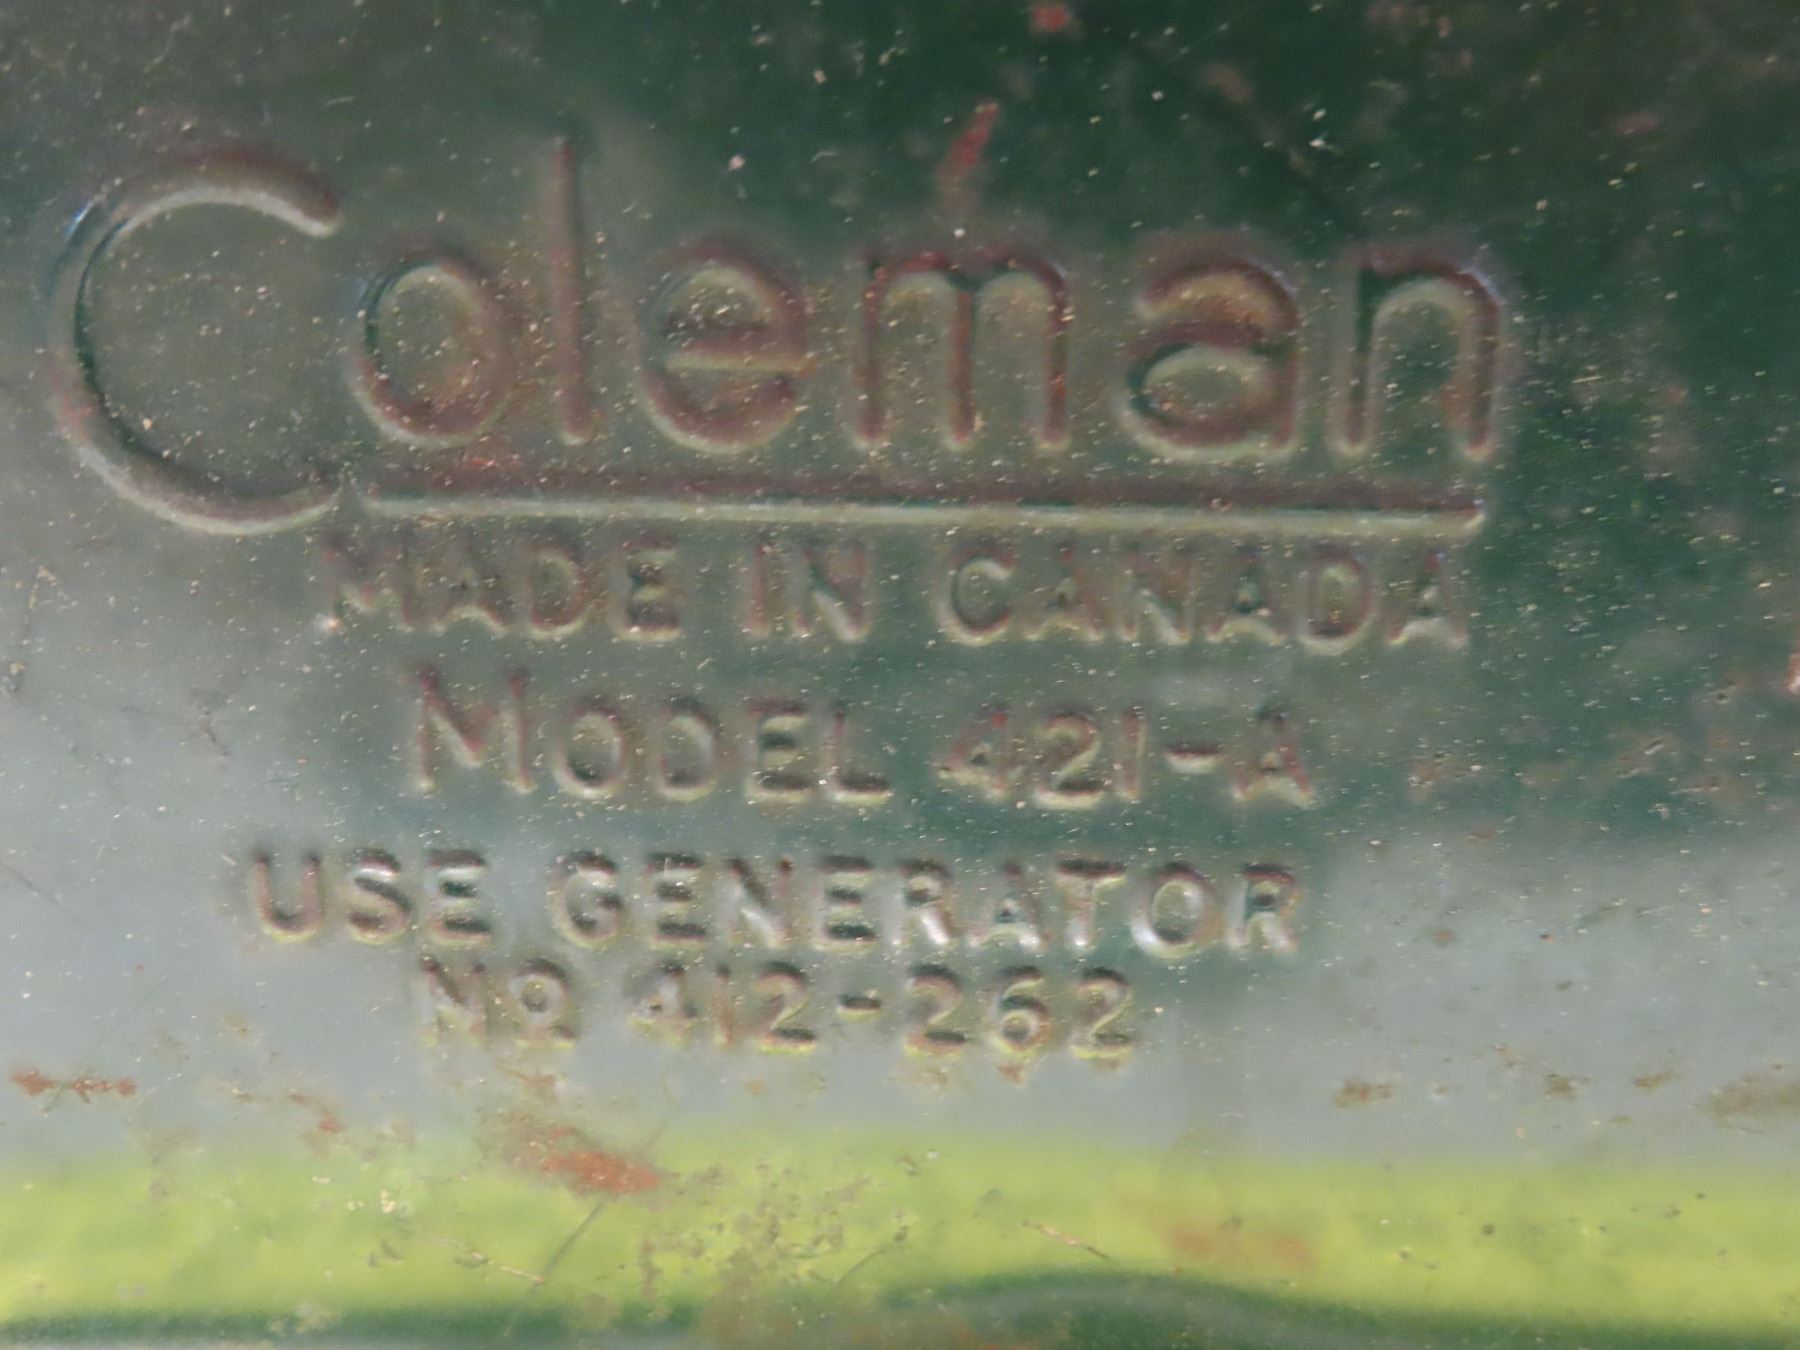 Coleman
MADE IN CANADA
MODEL 421-A
USE GENERATOR
No 412-262